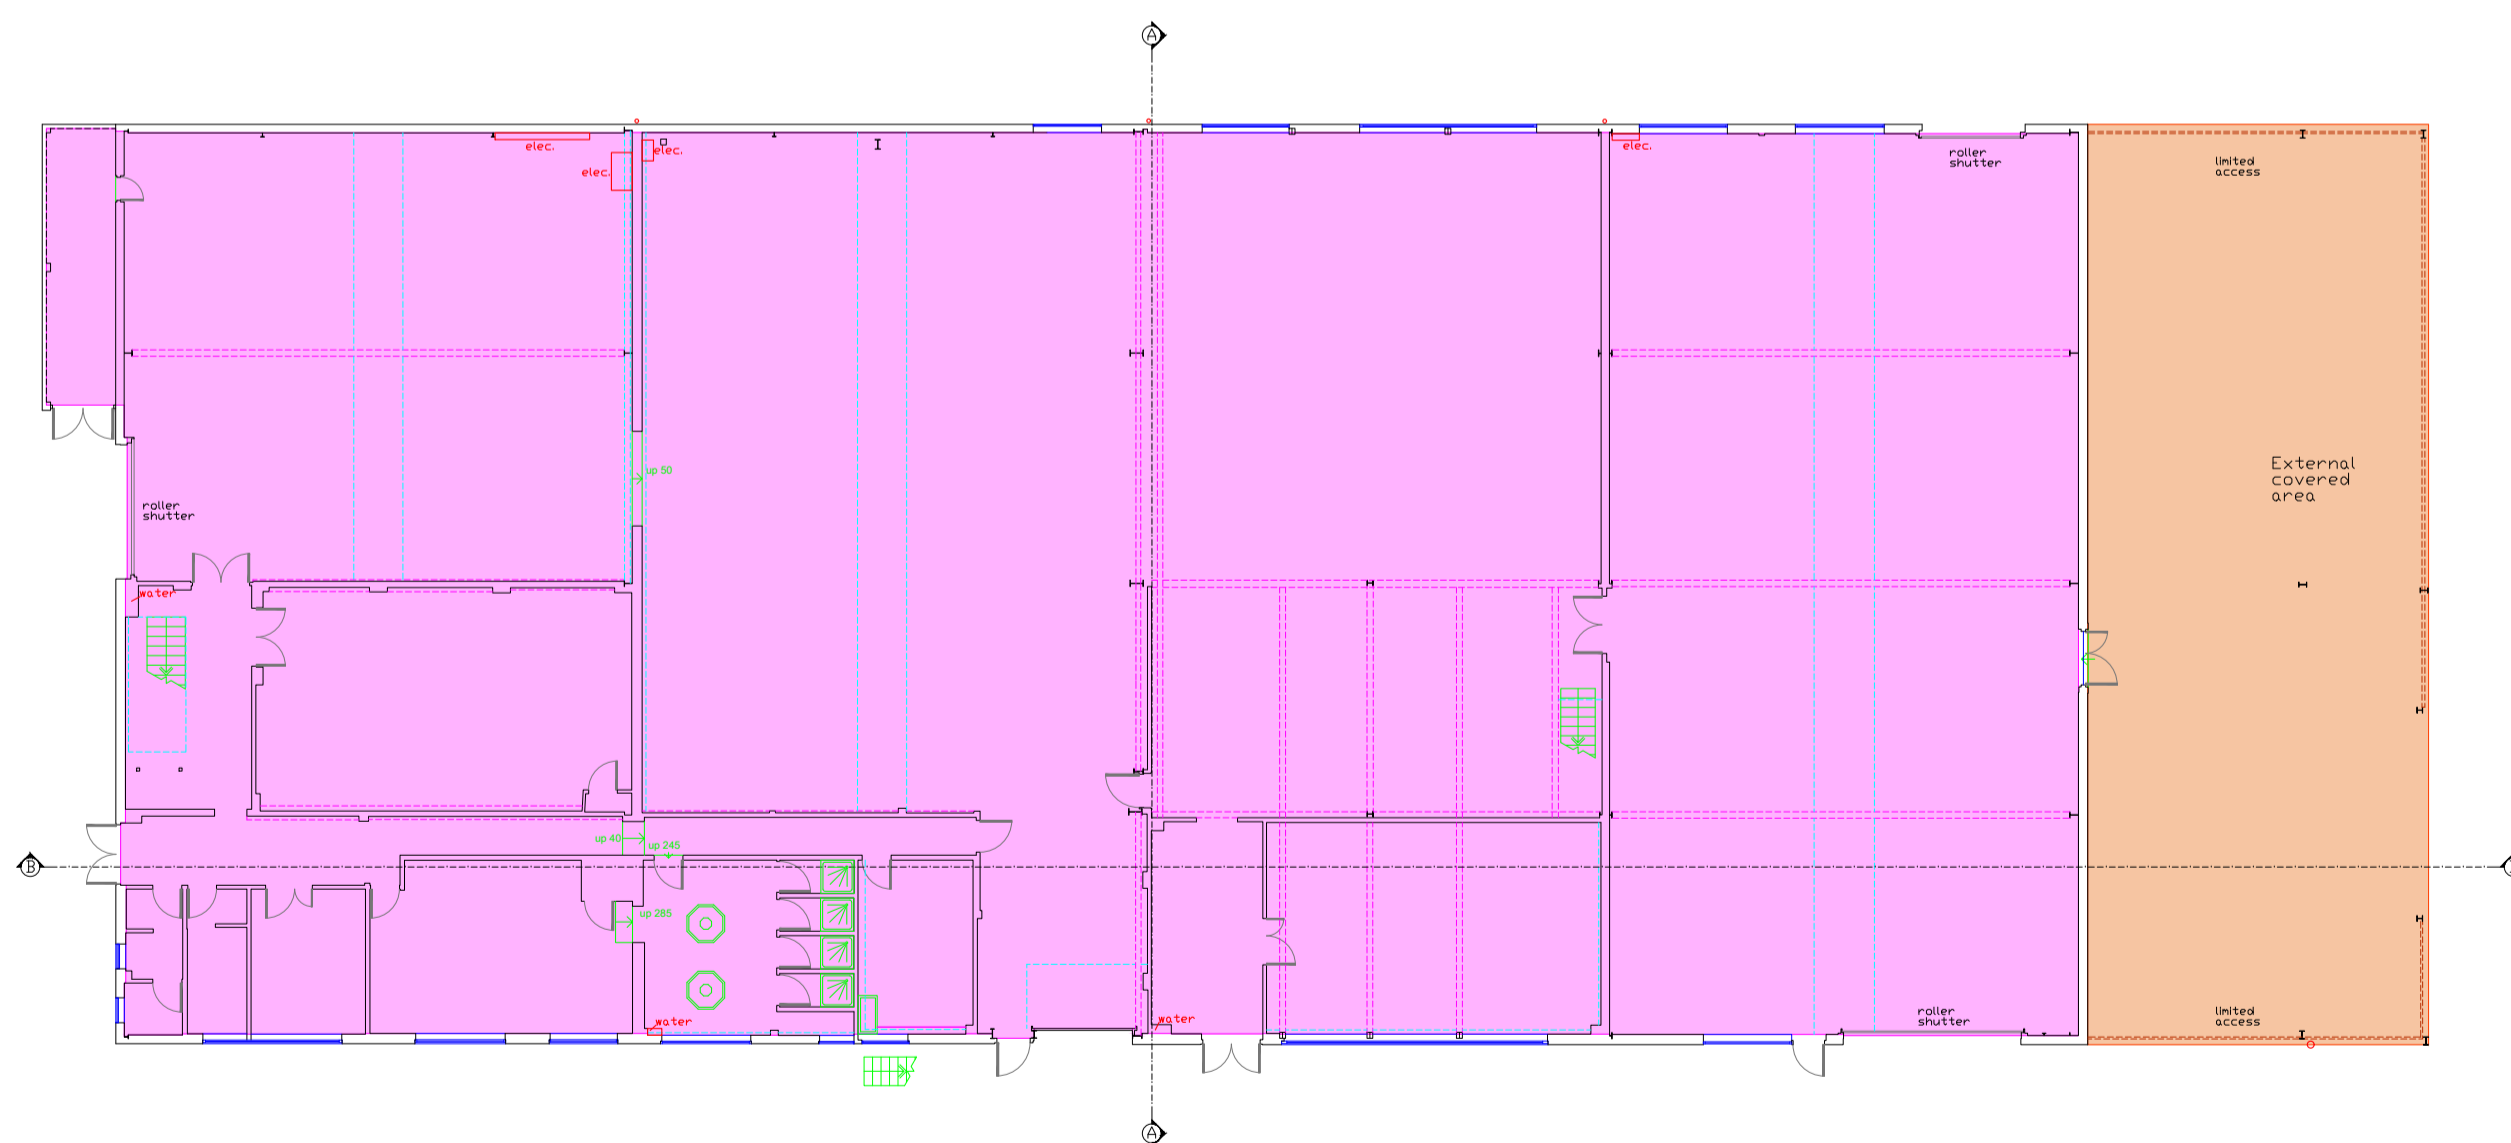 A
elec.
elec.
elec.
elec.
roller
shutter
limited
access
up 50
External
covered
area
roller
shutter
water
up 40
up 245
B
up 285
water
water
roller
shutter
limited
access
A